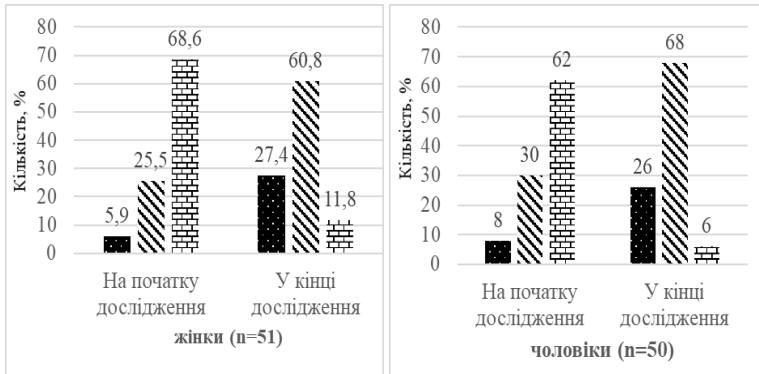 80
70
60
50
40
30
20
10
0
Кількість, %
5,9
25,5
68,6
27,4
60,8
11,8
На початку
дослідження
У кінці
дослідження
жінки (n=51)
80
70
60
50
40
30
20
10
0
Кількість, %
8
30
62
26
68
6
На початку
дослідження
У кінці
дослідження
чоловіки (n=50)